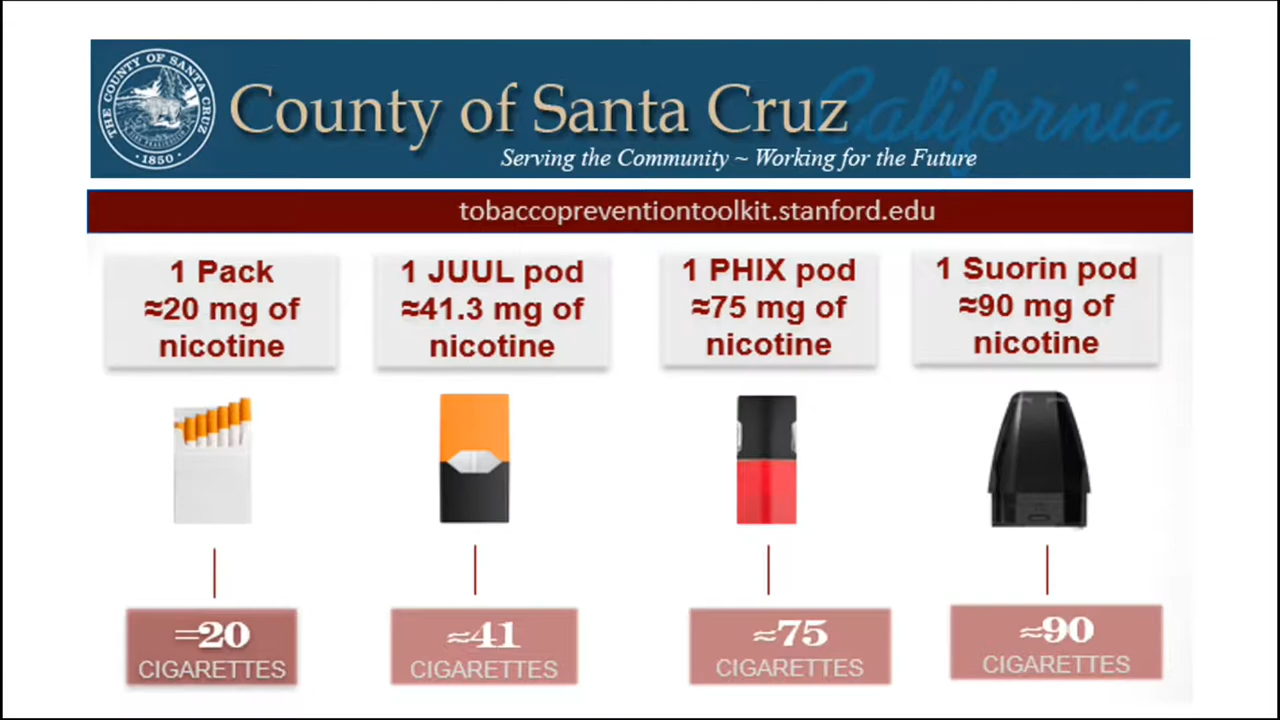 THE COUNTY OF SANTA CRUZ
1850
California
County of Santa Cruz
Serving the Community ~ Working for the Future
tobaccopreventiontoolkit.stanford.edu
1 Pack
≈20 mg of
nicotine
1 JUUL pod
≈41.3 mg of
nicotine
1 PHIX pod
≈75 mg of
nicotine
1 Suorin pod
≈90 mg of
nicotine
=20
CIGARETTES
≈41
CIGARETTES
≈75
CIGARETTES
≈90
CIGARETTES